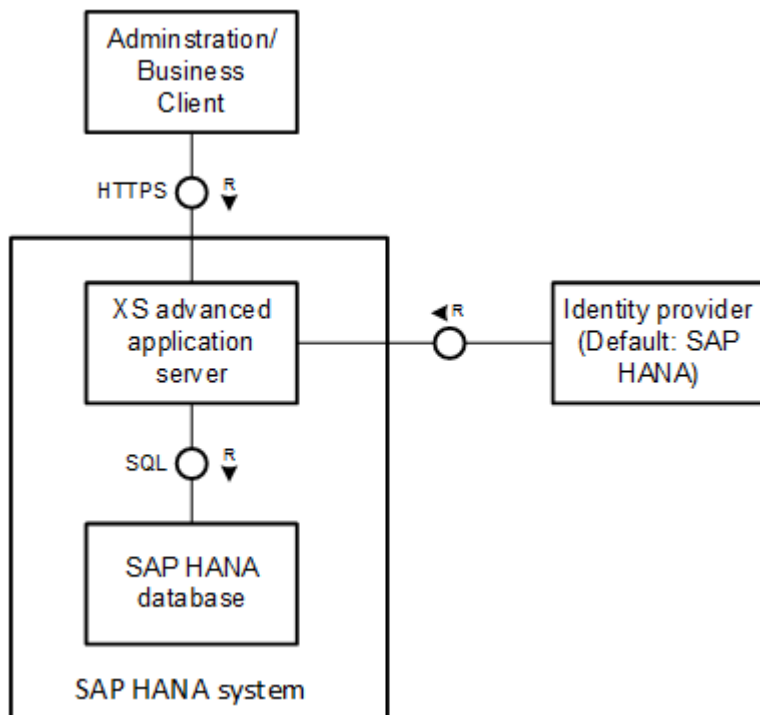 Adminstration/
Business
Client
HTTPS
R
XS advanced
application
server
R
Identity provider
(Default: SAP
HANA)
SQL
R
SAP HANA
database
SAP HANA system